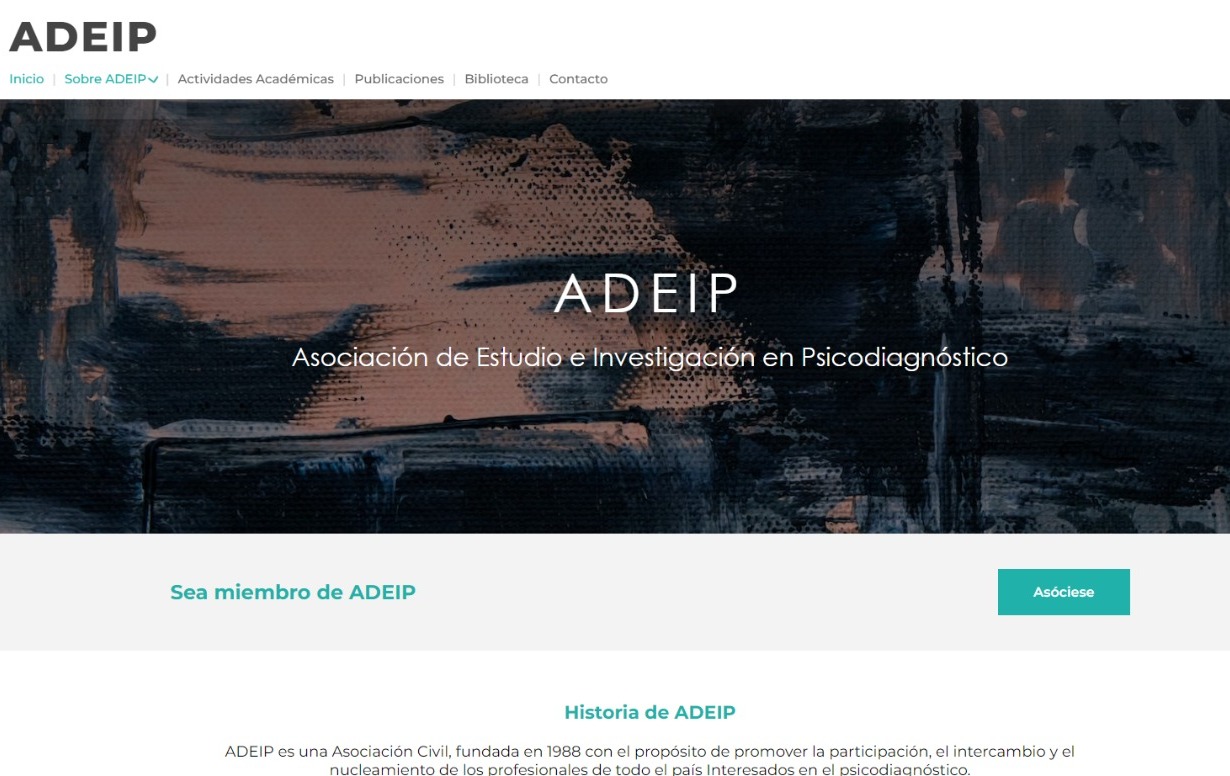 ADEIP
Inicio | Sobre ADEIP | Actividades Académicas | Publicaciones | Biblioteca | Contacto
ADEIP
Asociación de Estudio e Investigación en Psicodiagnóstico
Sea miembro de ADEIP
Asóciese
Historia de ADEIP
ADEIP es una Asociación Civil, fundada en 1988 con el propósito de promover la participación, el intercambio y el
nucleamiento de los profesionales de todo el país Interesados en el psicodiagnóstico.